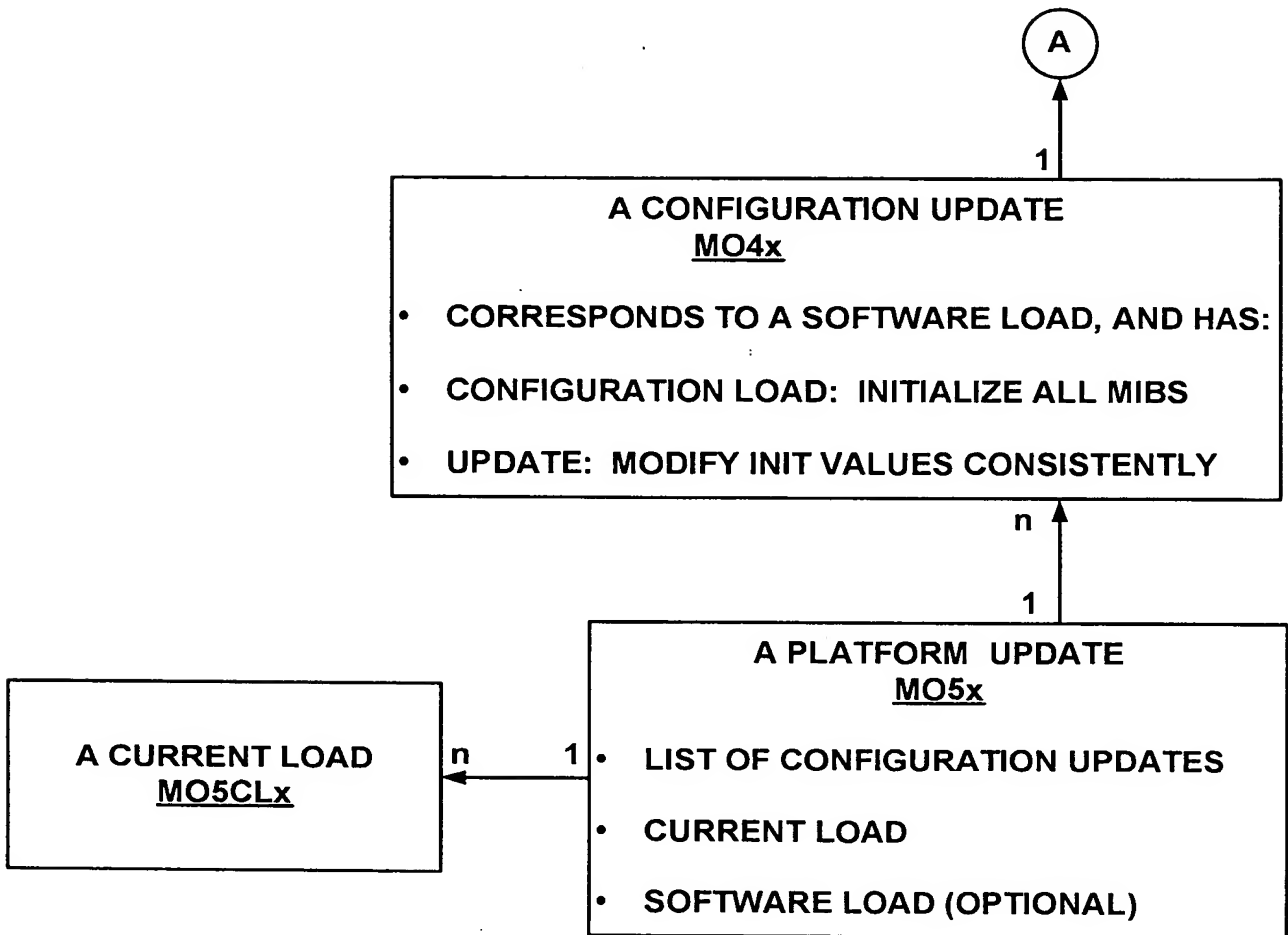 A
1
A CONFIGURATION UPDATE
MO4x
• CORRESPONDS TO A SOFTWARE LOAD, AND HAS:
• CONFIGURATION LOAD: INITIALIZE ALL MIBS
• UPDATE: MODIFY INIT VALUES CONSISTENTLY
n
1
A PLATFORM UPDATE
MO5x
• LIST OF CONFIGURATION UPDATES
• CURRENT LOAD
• SOFTWARE LOAD (OPTIONAL)
1
n
A CURRENT LOAD
MO5CLx